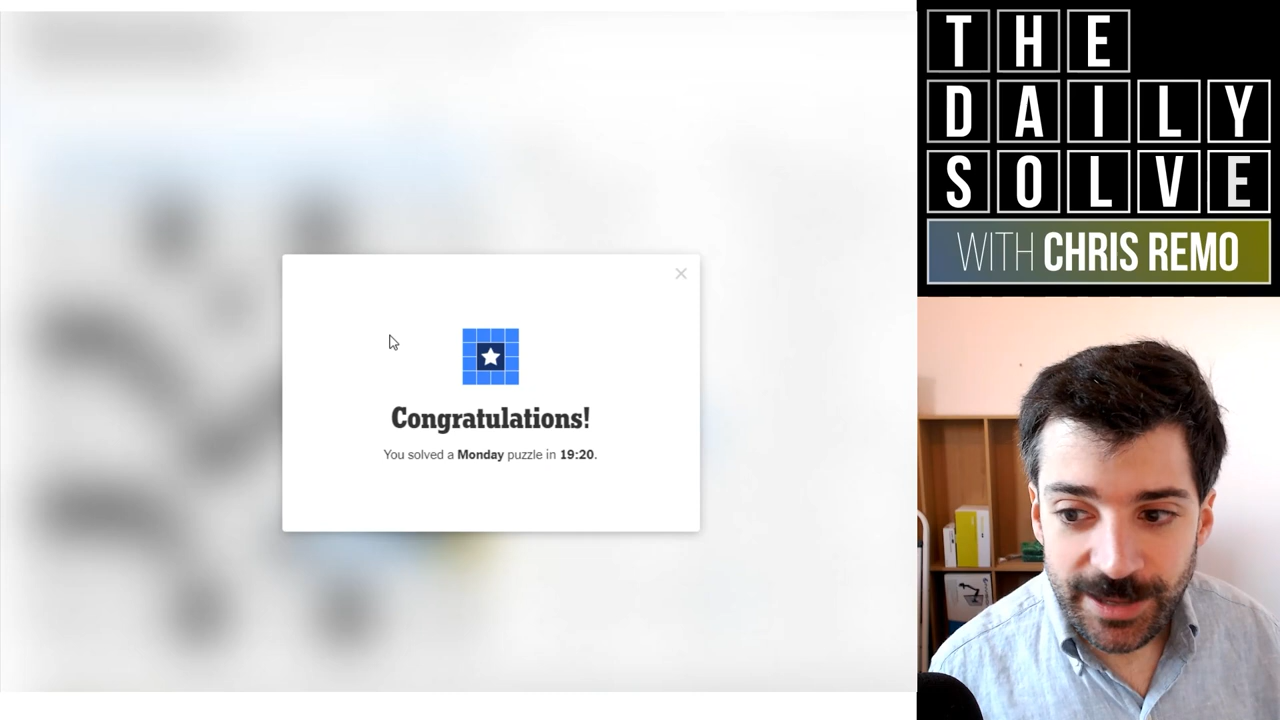 Congratulations!
You solved a Monday puzzle in 19:20.
THE
DAILY
SOLVE
WITH CHRIS REMO